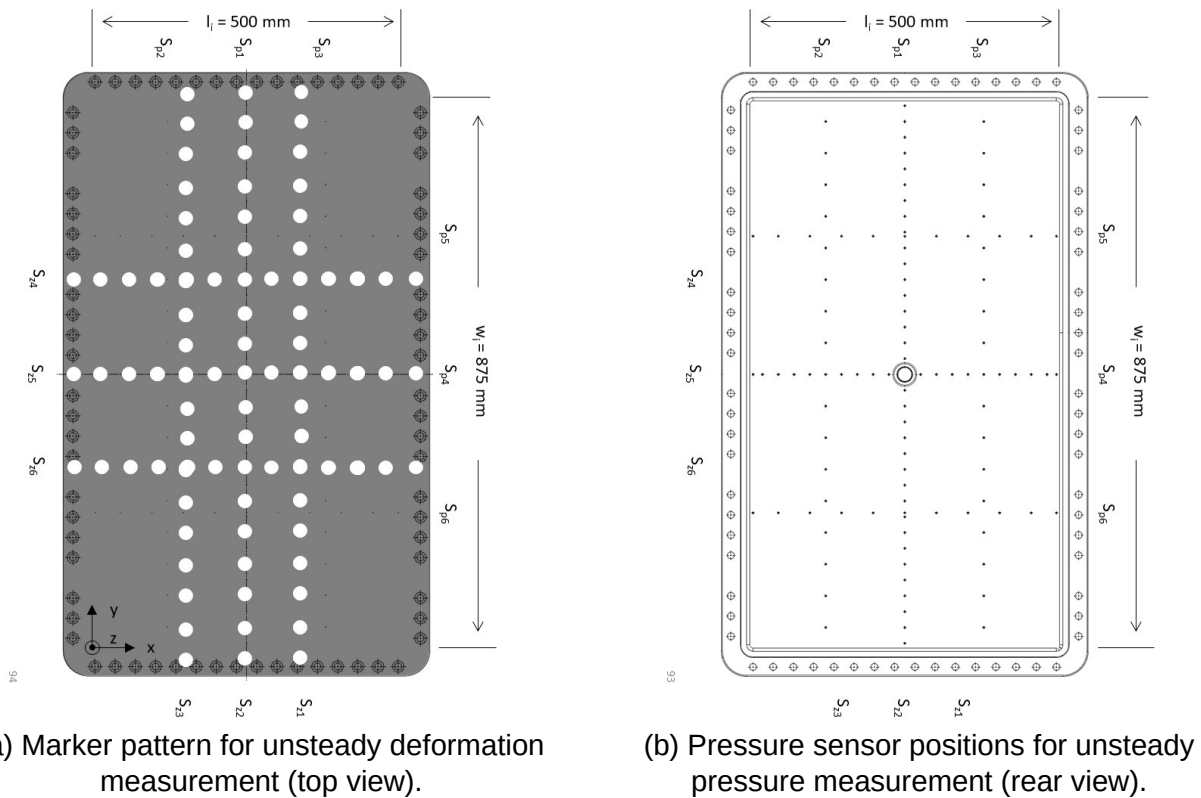 l_i = 500 mm
S_p2 S_p1 S_p3
S_p5
S_z4
w_i = 875 mm
S_z5
S_p4
S_z6
S_p6
y
z
x
94
S_z3 S_z2 S_z1
) Marker pattern for unsteady deformation
measurement (top view).
l_i = 500 mm
S_p2 S_p1 S_p3
S_p5
S_z4
w_i = 875 mm
S_z5
S_p4
S_z6
S_p6
93
S_z3 S_z2 S_z1
(b) Pressure sensor positions for unsteady
pressure measurement (rear view).